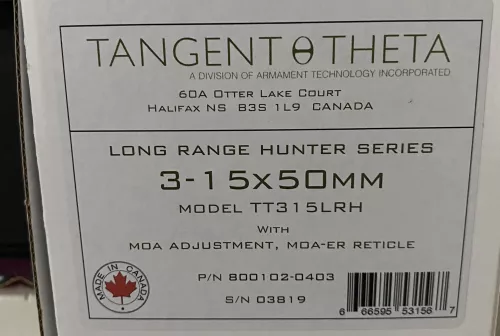 TANGENT θ THETA
A DIVISION OF ARMAMENT TECHNOLOGY INCORPORATED
60A OTTER LAKE COURT
HALIFAX NS B3S 1L9 CANADA
LONG RANGE HUNTER SERIES
3-15X50MM
MODEL TT315LRH
WITH
MOA ADJUSTMENT, MOA-ER RETICLE
MADE IN CANADA
P/N 800102-0403
S/N 03819
6 66595 53156 7